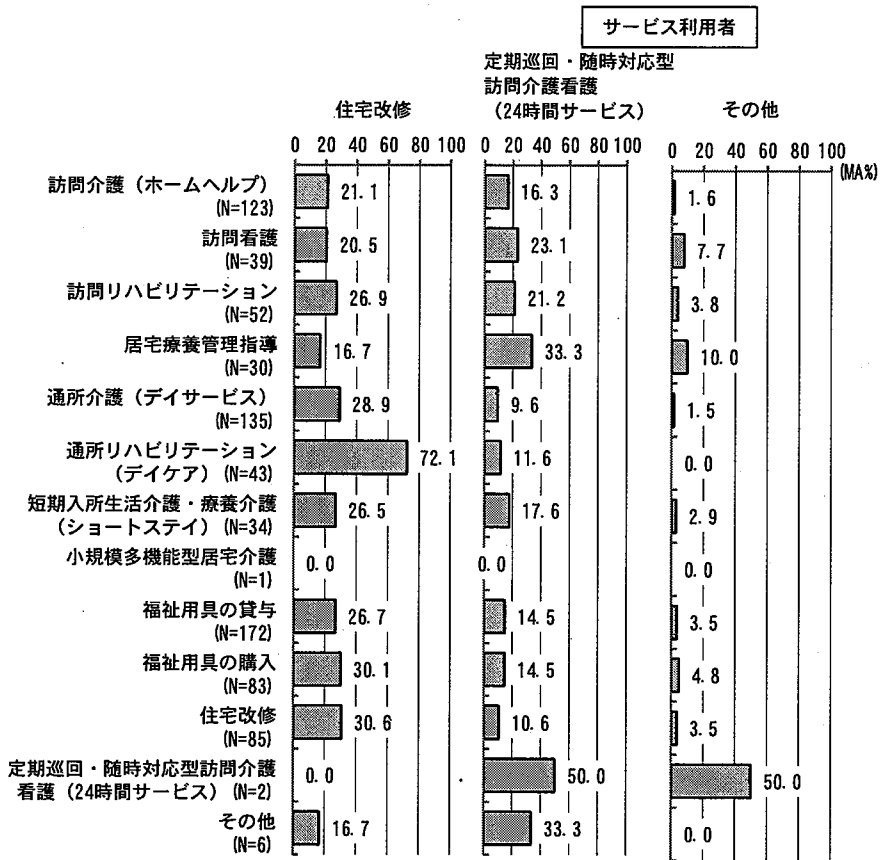 サービス利用者
住宅改修
定期巡回・随時対応型
訪問介護看護
(24時間サービス)
その他
0 20 40 60 80 100
0 20 40 60 80 100
0 20 40 60 80 100
(MA%)
訪問介護(ホームヘルプ)
(N=123)
21.1
16.3
1.6
訪問看護
(N=39)
20.5
23.1
7.7
訪問リハビリテーション
(N=52)
26.9
21.2
3.8
居宅療養管理指導
(N=30)
16.7
33.3
10.0
通所介護(デイサービス)
(N=135)
28.9
9.6
1.5
通所リハビリテーション
(デイケア) (N=43)
72.1
11.6
0.0
短期入所生活介護・療養介護
(ショートステイ) (N=34)
26.5
17.6
2.9
小規模多機能型居宅介護
(N=1)
0.0
0.0
0.0
福祉用具の貸与
(N=172)
26.7
14.5
3.5
福祉用具の購入
(N=83)
30.1
14.5
4.8
住宅改修
(N=85)
30.6
10.6
3.5
定期巡回・随時対応型訪問介護
看護(24時間サービス) (N=2)
0.0
50.0
50.0
その他
(N=6)
16.7
33.3
0.0